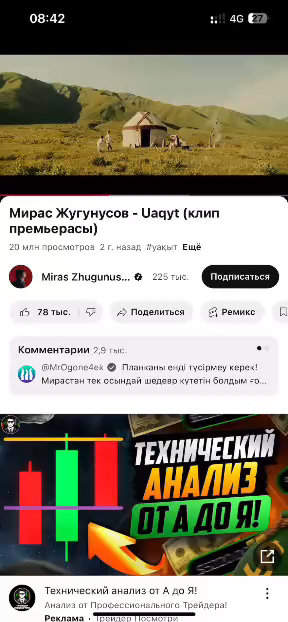 08:42
4G 27
Мирас Жугунусов - Uaqyt (клип
премьерасы)
20 млн просмотров 2 г. назад #уақыт Ещё
Miras Zhugunus... 225 тыс. Подписаться
78 тыс. Поделиться Ремикс
Комментарии 2,9 тыс.
@MrOgone4ek Планканы енді түсірмеу керек!
Мирастан тек осындай шедевр күтетін болдым
ТЕХНИЧЕСКИЙ
АНАЛИЗ
ОТ А ДО Я!
Технический анализ от А до Я!
Анализ от Профессионального Трейдера!
Реклама · Трейдер Посмотри